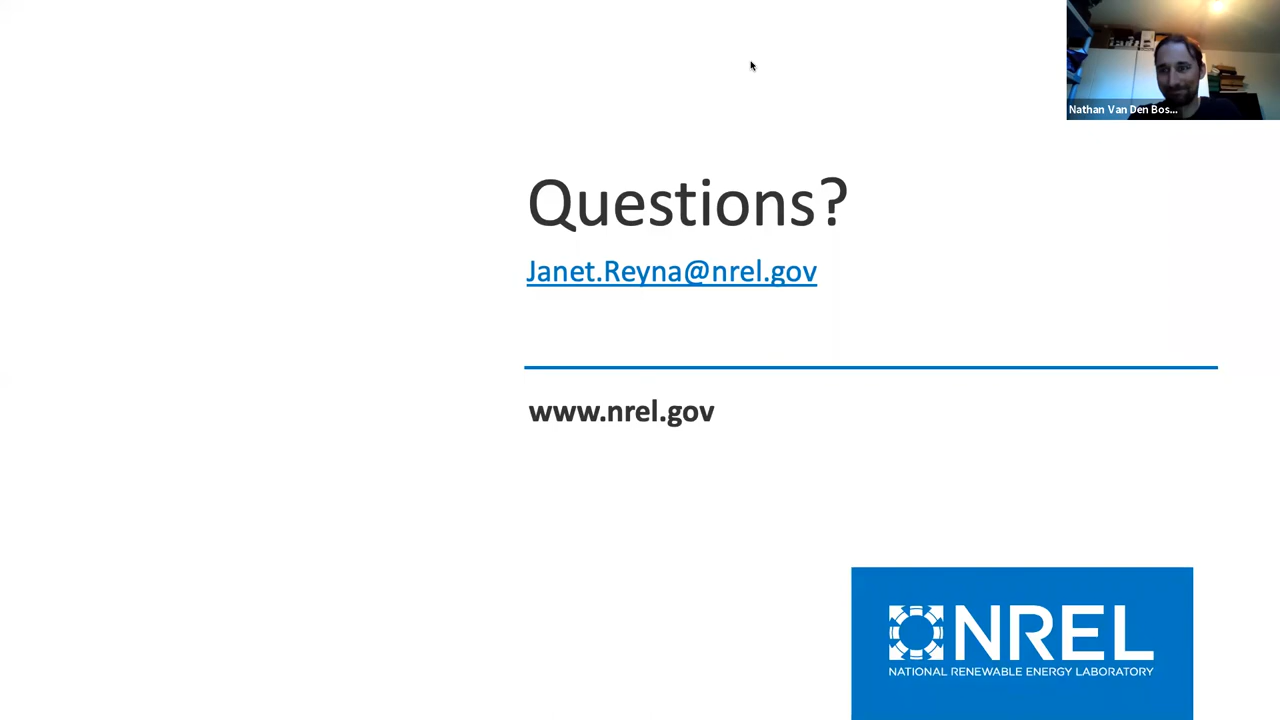 Nathan Van Den Bos...
Questions?
Janet.Reyna@nrel.gov
www.nrel.gov
NREL
NATIONAL RENEWABLE ENERGY LABORATORY